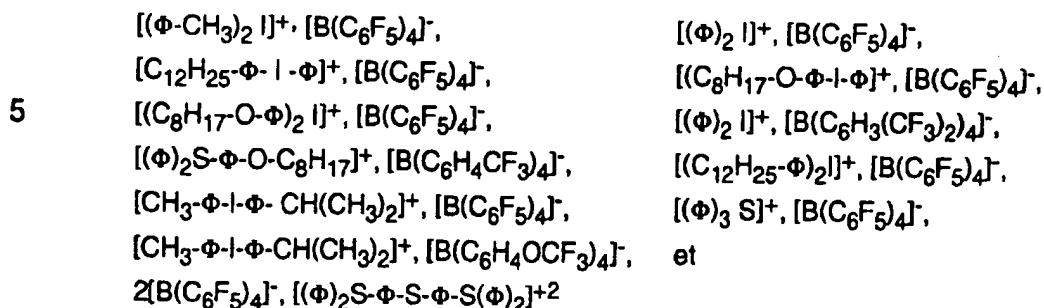 [(Φ-CH₃)₂ I]⁺, [B(C₆F₅)₄]⁻, [(Φ)₂ I]⁺, [B(C₆F₅)₄]⁻,
[C₁₂H₂₅-Φ- I -Φ]⁺, [B(C₆F₅)₄]⁻, [(C₈H₁₇-O-Φ-I-Φ]⁺, [B(C₆F₅)₄]⁻,
5 [(C₈H₁₇-O-Φ)₂ I]⁺, [B(C₆F₅)₄]⁻, [(Φ)₂ I]⁺, [B(C₆H₃(CF₃)₂)₄]⁻,
[(Φ)₂S-Φ-O-C₈H₁₇]⁺, [B(C₆H₄CF₃)₄]⁻, [(C₁₂H₂₅-Φ)₂I]⁺, [B(C₆F₅)₄]⁻,
[CH₃-Φ-I-Φ- CH(CH₃)₂]⁺, [B(C₆F₅)₄]⁻, [(Φ)₃ S]⁺, [B(C₆F₅)₄]⁻,
[CH₃-Φ-I-Φ-CH(CH₃)₂]⁺, [B(C₆H₄OCF₃)₄]⁻, et
2[B(C₆F₅)₄]⁻, [(Φ)₂S-Φ-S-Φ-S(Φ)₂]⁺²